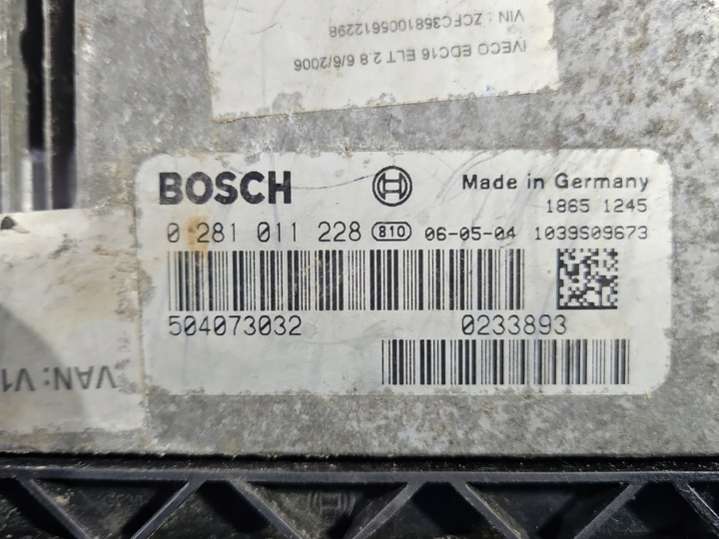 IVECO EDC16 ELT 2.8 6/6/2006
VIN : ZCFC3581005612298
BOSCH
Made in Germany
1865 1245
0 281 011 228 810 06-05-04 1039S09673
504073032 0233893
VAN: V1